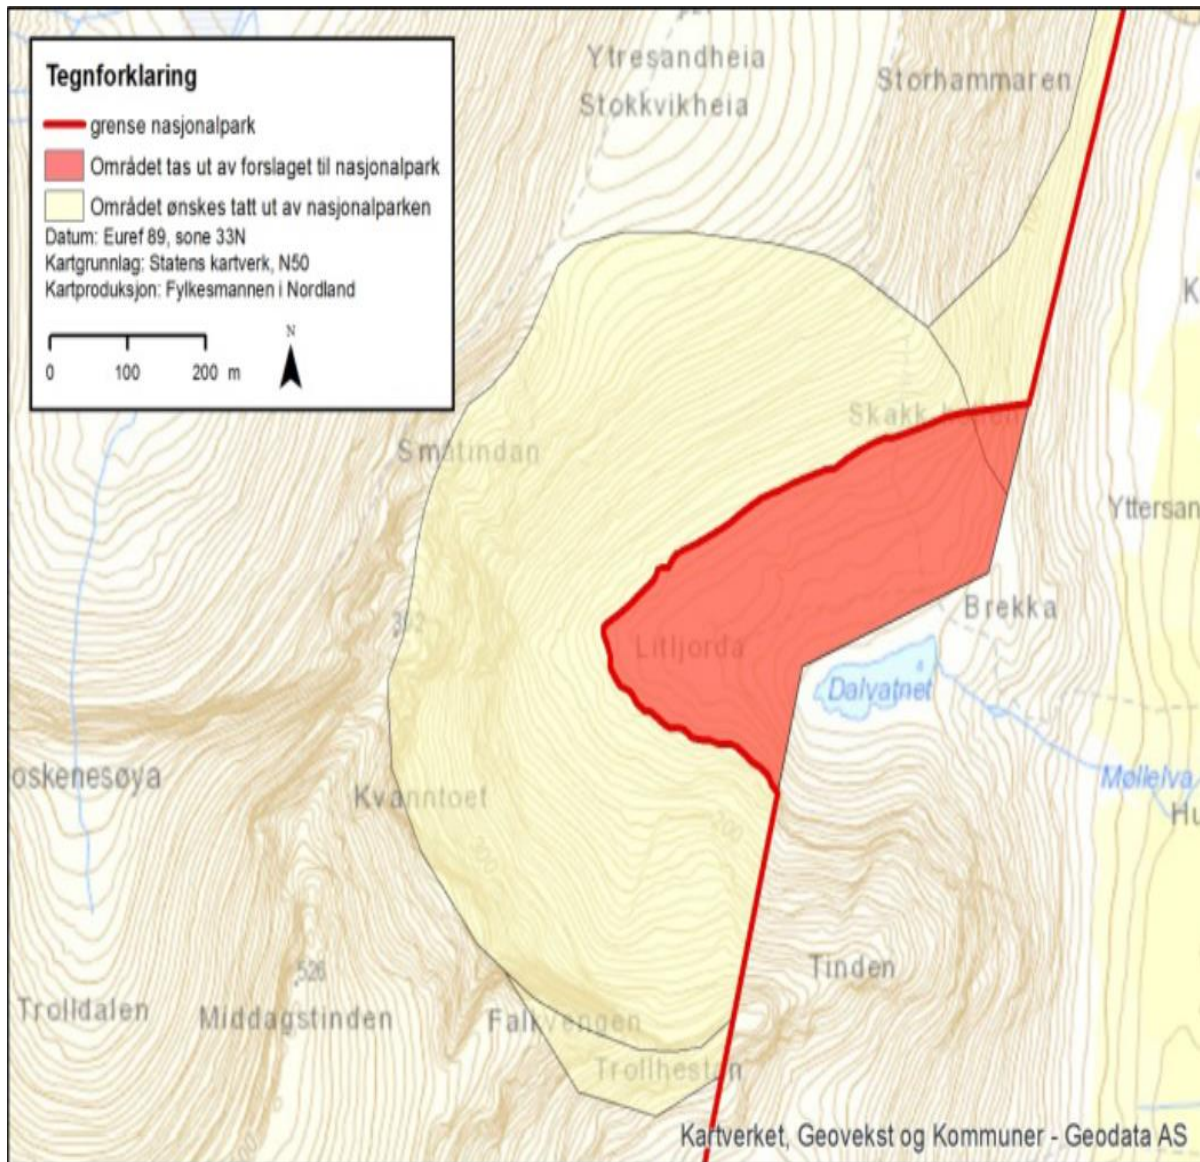 Tegnforklaring
grense nasjonalpark
Området tas ut av forslaget til nasjonalpark
Området ønskes tatt ut av nasjonalparken
Datum: Euref 89, sone 33N
Kartgrunnlag: Statens kartverk, N50
Kartproduksjon: Fylkesmannen i Nordland
N
0 100 200 m
Ytresandheia
Stokkvikheia
Storhammaren
K
Småtindan
Yttersan
Brekka
Litljorda
Dalvatnet
oskenesøya
Møllelva
Hu
Kvanntoet
200
300
Tinden
526
Trolldalen
Middagstinden
Falkvengen
Trollhestan
Kartverket, Geovekst og Kommuner - Geodata AS